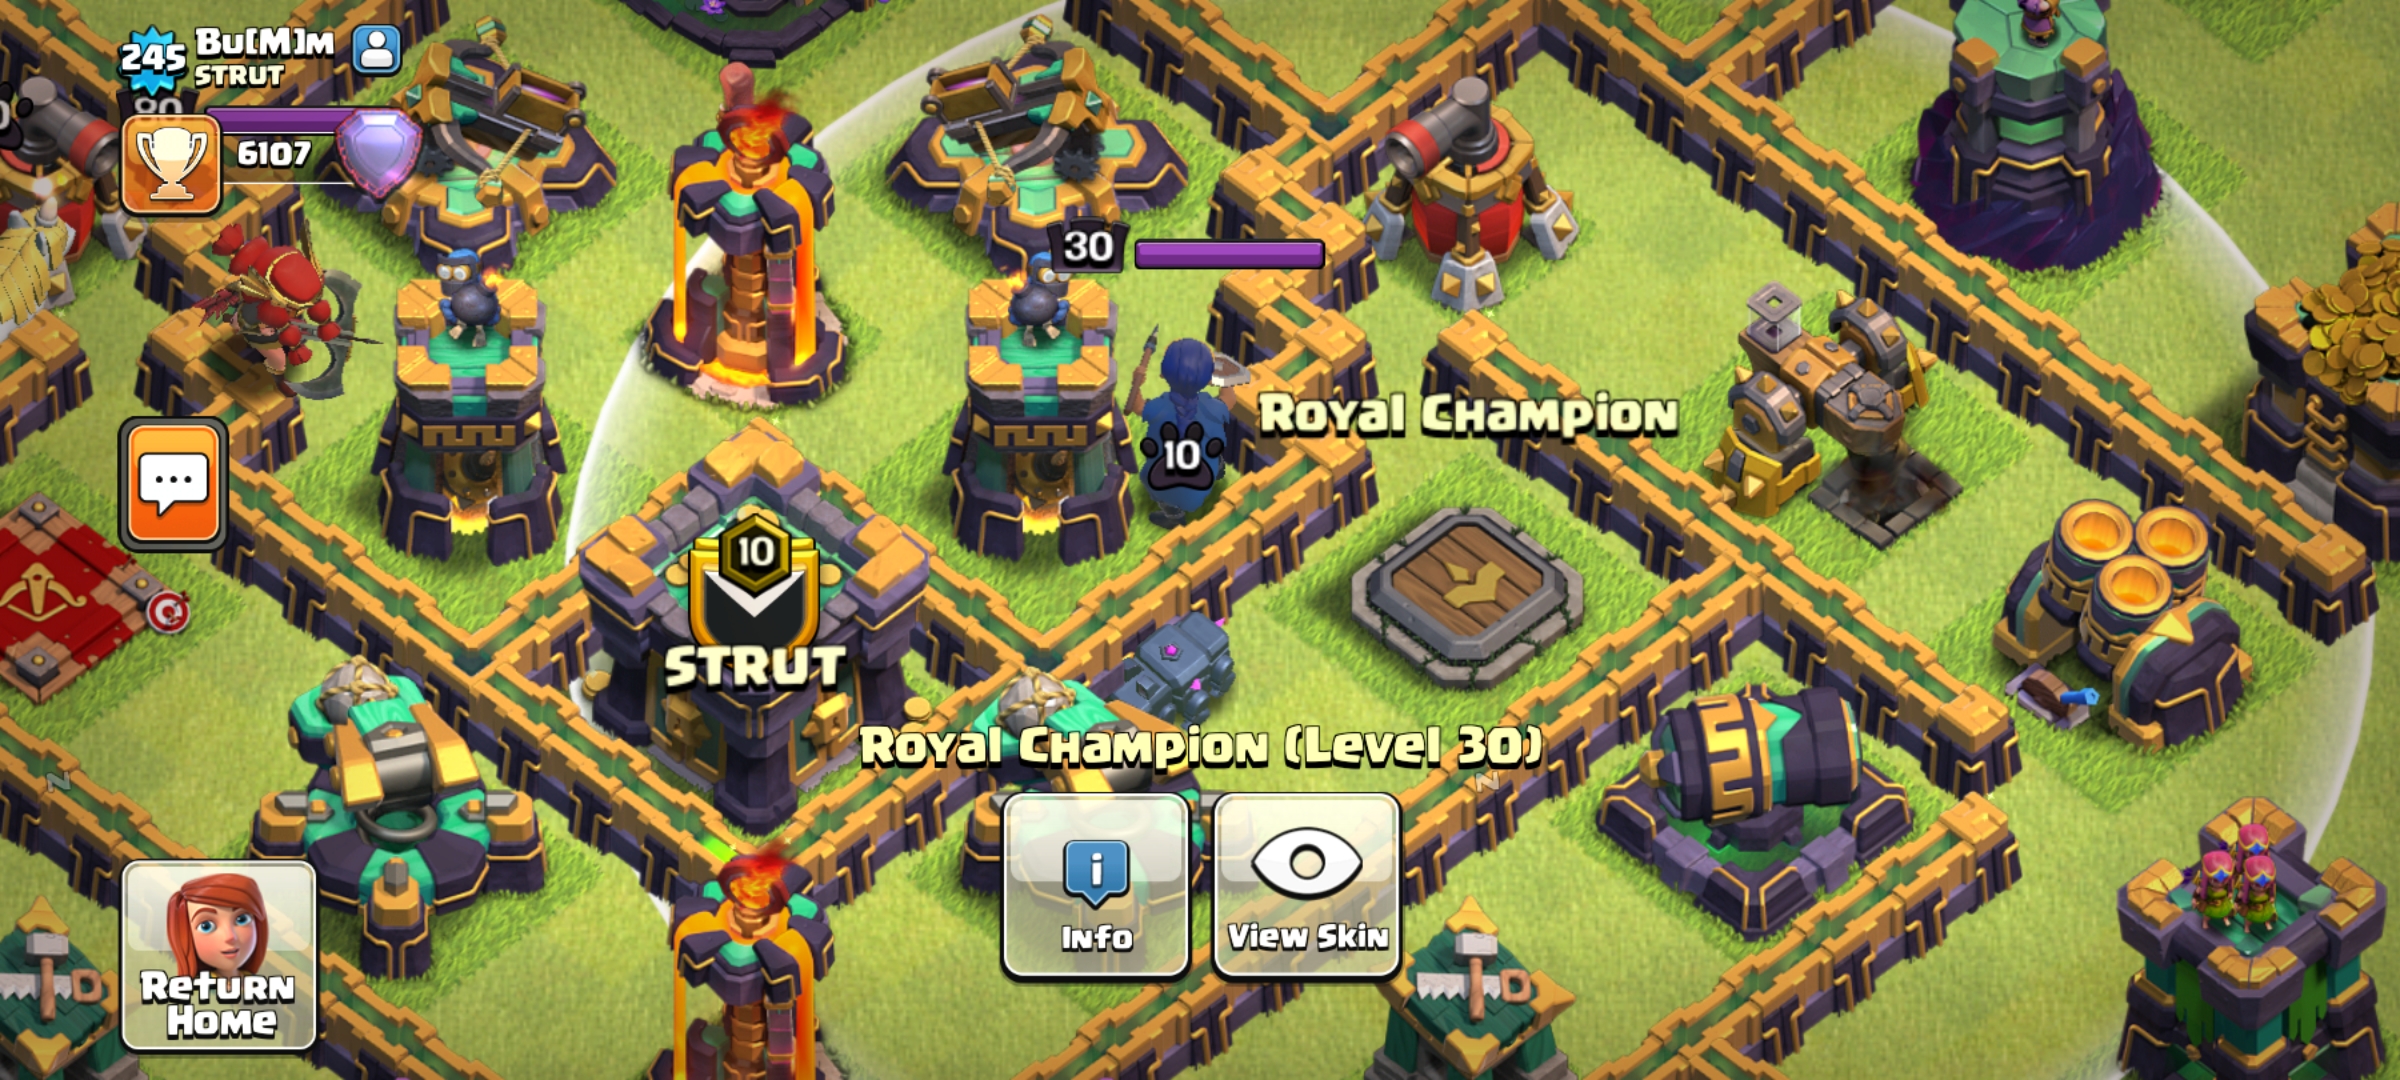 245
Bu[M]m
STRUT
80
6107
30
Royal Champion
10
10
STRUT
Royal Champion (Level 30)
Info
View Skin
Return
Home